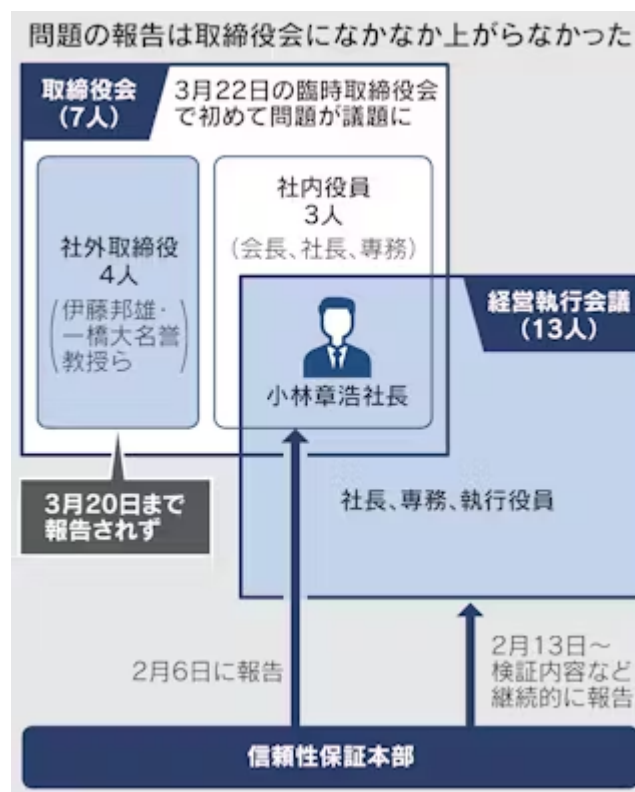 問題の報告は取締役会になかなか上がらなかった
取締役会
(7人)
3月22日の臨時取締役会
で初めて問題が議題に
社外取締役
4人
(伊藤邦雄・
一橋大名誉
教授ら)
社内役員
3人
(会長、社長、専務)
経営執行会議
(13人)
小林章浩社長
3月20日まで
報告されず
社長、専務、執行役員
2月6日に報告
2月13日～
検証内容など
継続的に報告
信頼性保証本部